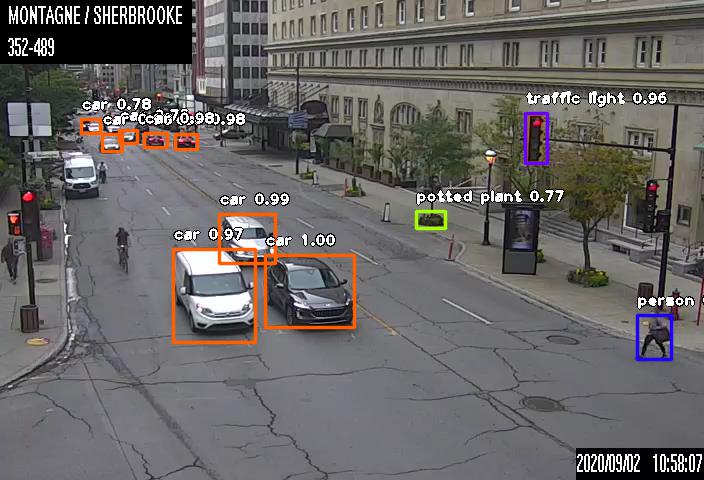 MONTAGNE / SHERBROOKE
352-489
car 0.78
traffic light 0.96
potted plant 0.77
car 0.99
car 0.97
car 1.00
person
2020/09/02 10:58:07